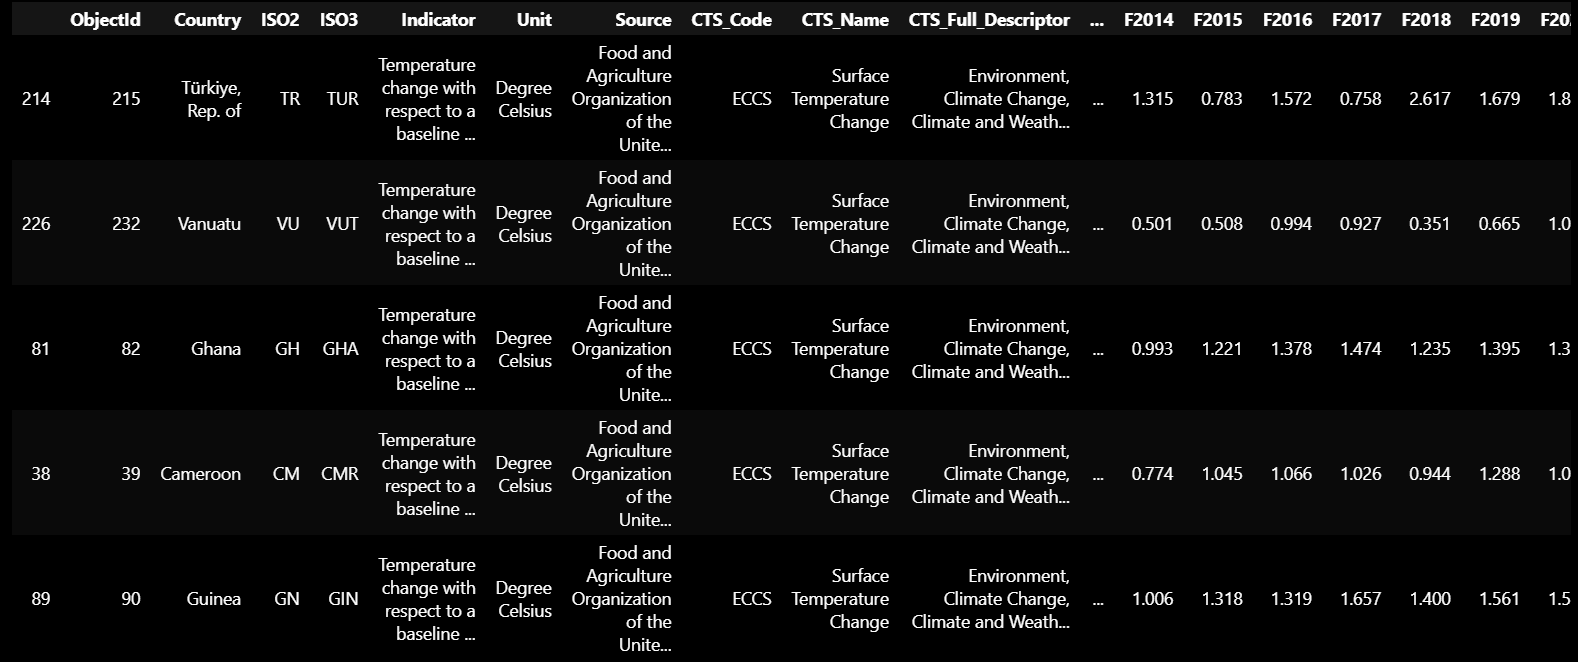 ObjectId Country ISO2 ISO3 Indicator Unit Source CTS_Code CTS_Name CTS_Full_Descriptor ... F2014 F2015 F2016 F2017 F2018 F2019
214 215 Türkiye, Rep. of TR TUR Temperature change with respect to a baseline ... Degree Celsius Food and Agriculture Organization of the Unite... ECCS Surface Temperature Change Environment, Climate Change, Climate and Weath... ... 1.315 0.783 1.572 0.758 2.617 1.679 1.8
226 232 Vanuatu VU VUT Temperature change with respect to a baseline ... Degree Celsius Food and Agriculture Organization of the Unite... ECCS Surface Temperature Change Environment, Climate Change, Climate and Weath... ... 0.501 0.508 0.994 0.927 0.351 0.665 1.0
81 82 Ghana GH GHA Temperature change with respect to a baseline ... Degree Celsius Food and Agriculture Organization of the Unite... ECCS Surface Temperature Change Environment, Climate Change, Climate and Weath... ... 0.993 1.221 1.378 1.474 1.235 1.395 1.3
38 39 Cameroon CM CMR Temperature change with respect to a baseline ... Degree Celsius Food and Agriculture Organization of the Unite... ECCS Surface Temperature Change Environment, Climate Change, Climate and Weath... ... 0.774 1.045 1.066 1.026 0.944 1.288 1.0
89 90 Guinea GN GIN Temperature change with respect to a baseline ... Degree Celsius Food and Agriculture Organization of the Unite... ECCS Surface Temperature Change Environment, Climate Change, Climate and Weath... ... 1.006 1.318 1.319 1.657 1.400 1.561 1.5